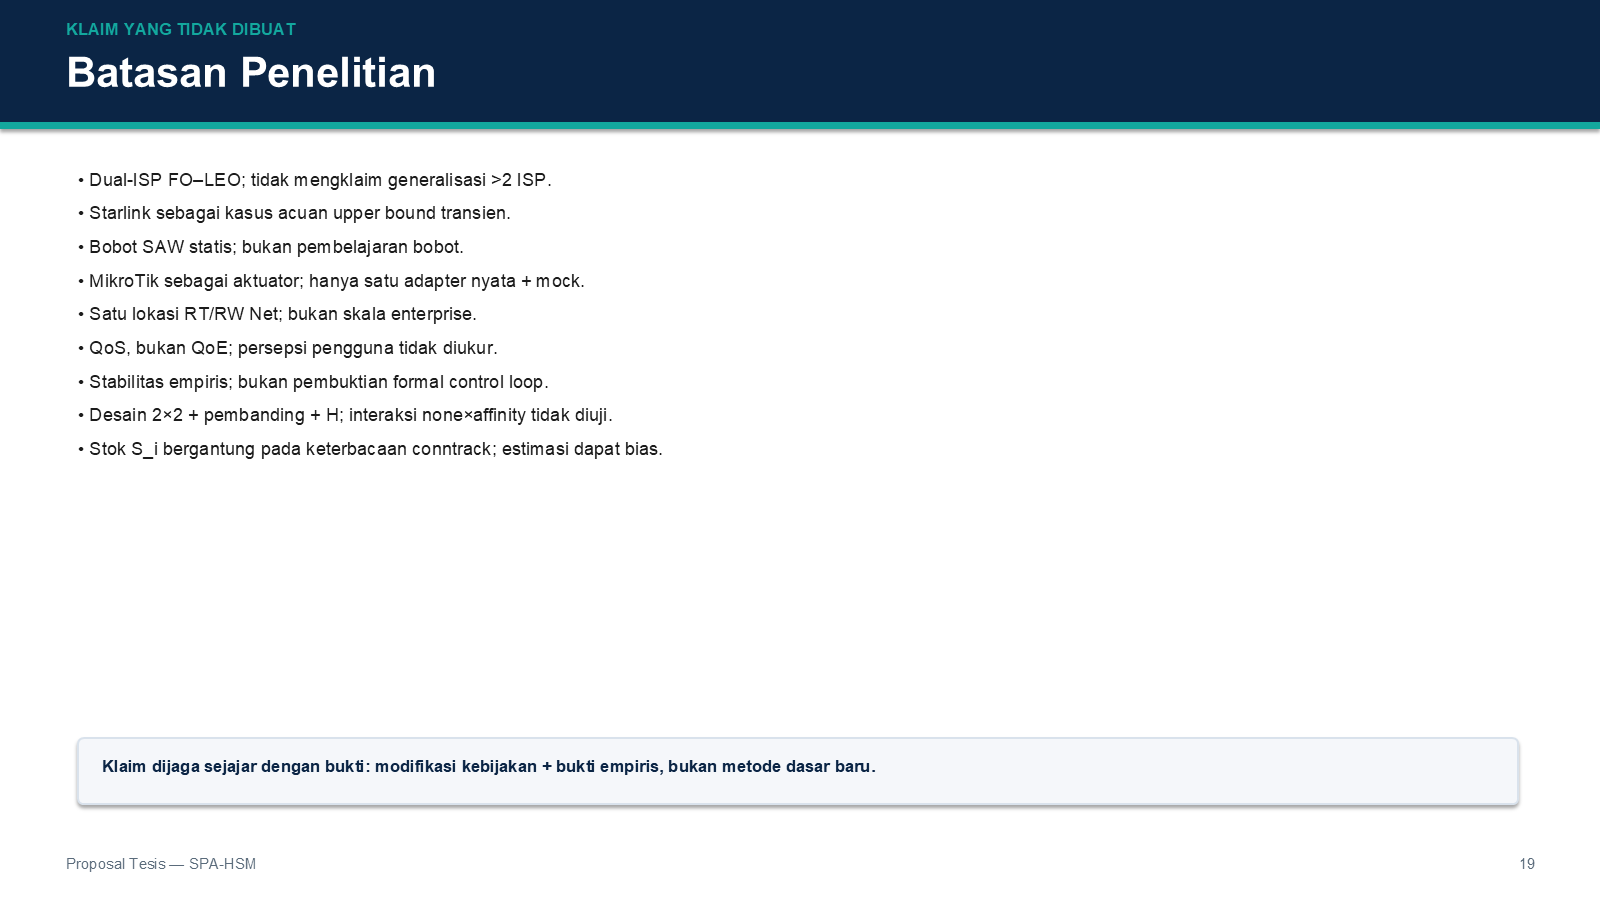 KLAIM YANG TIDAK DIBUAT
Batasan Penelitian
• Dual-ISP FO–LEO; tidak mengklaim generalisasi >2 ISP.
• Starlink sebagai kasus acuan upper bound transien.
• Bobot SAW statis; bukan pembelajaran bobot.
• MikroTik sebagai aktuator; hanya satu adapter nyata + mock.
• Satu lokasi RT/RW Net; bukan skala enterprise.
• QoS, bukan QoE; persepsi pengguna tidak diukur.
• Stabilitas empiris; bukan pembuktian formal control loop.
• Desain 2×2 + pembanding + H; interaksi none×affinity tidak diuji.
• Stok S_i bergantung pada keterbacaan conntrack; estimasi dapat bias.
Klaim dijaga sejajar dengan bukti: modifikasi kebijakan + bukti empiris, bukan metode dasar baru.
Proposal Tesis — SPA-HSM
19